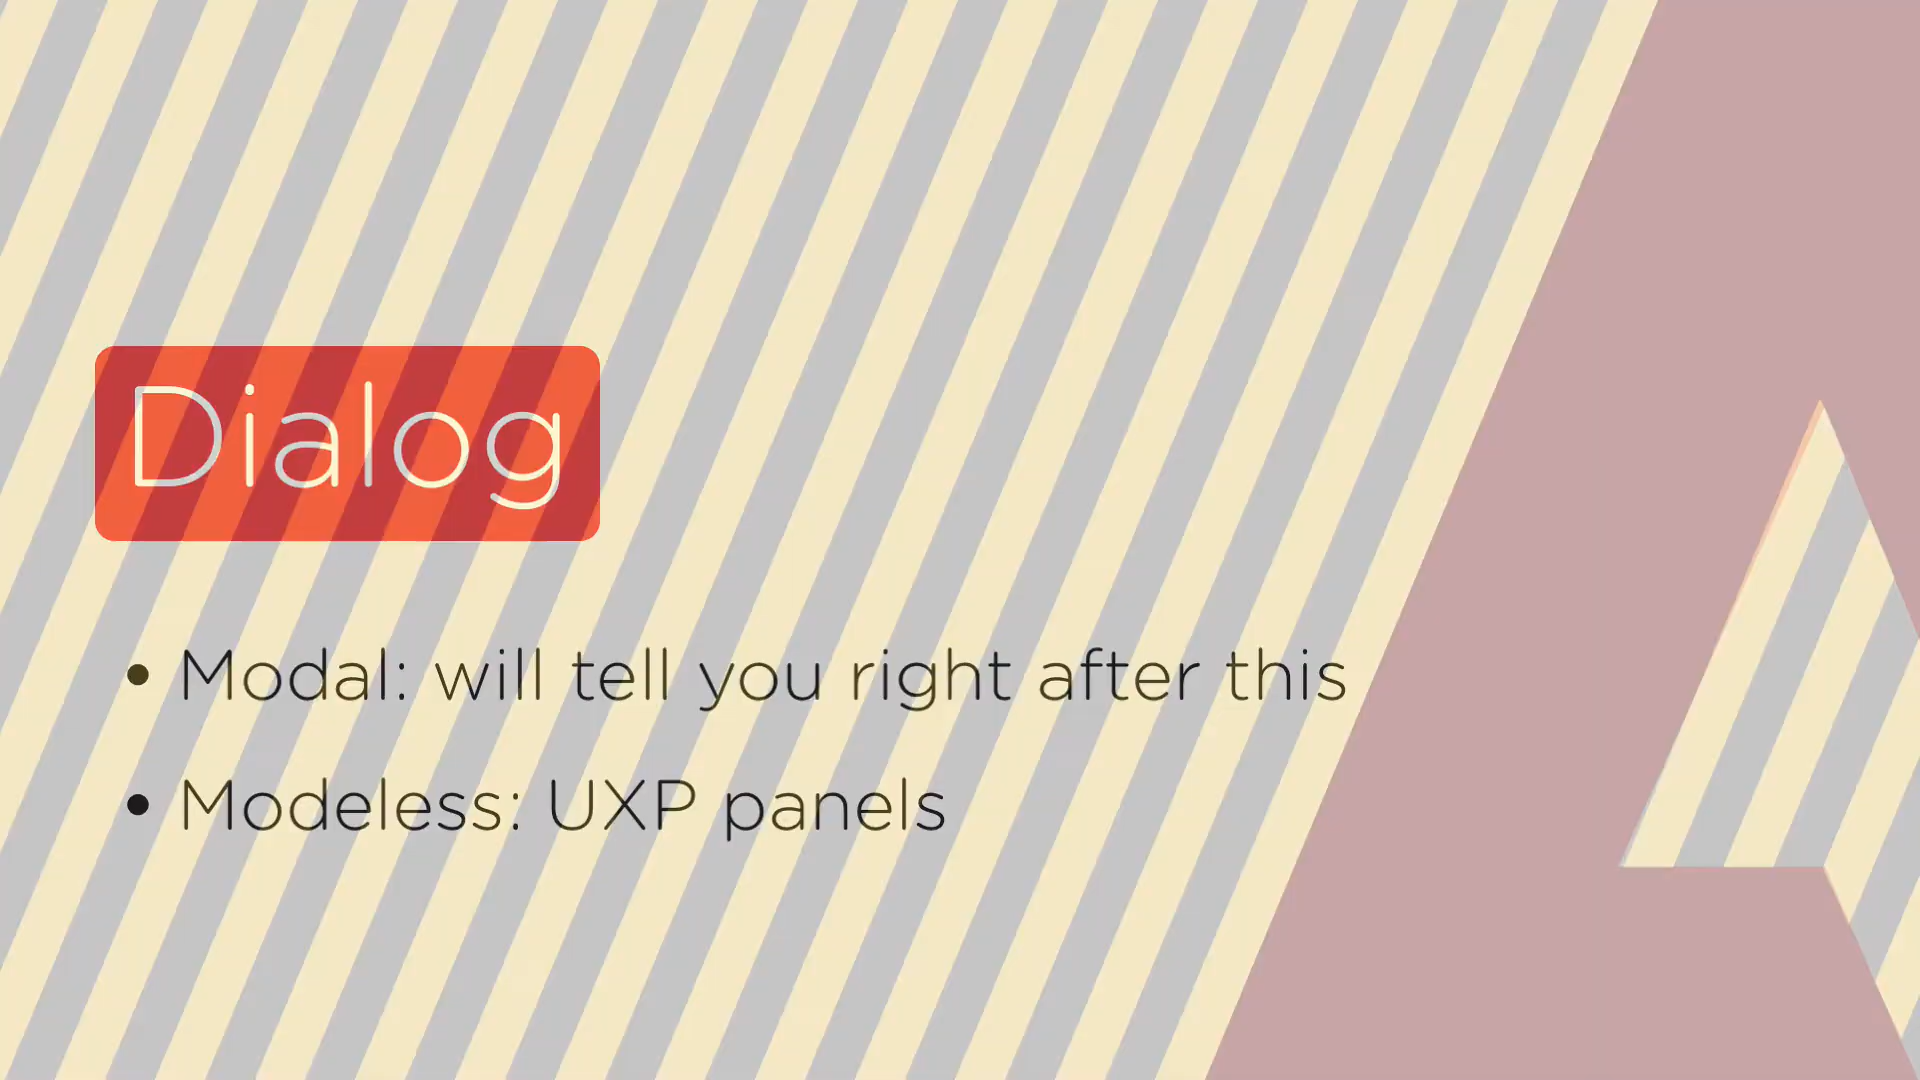 Dialog
• Modal: will tell you right after this
• Modeless: UXP panels